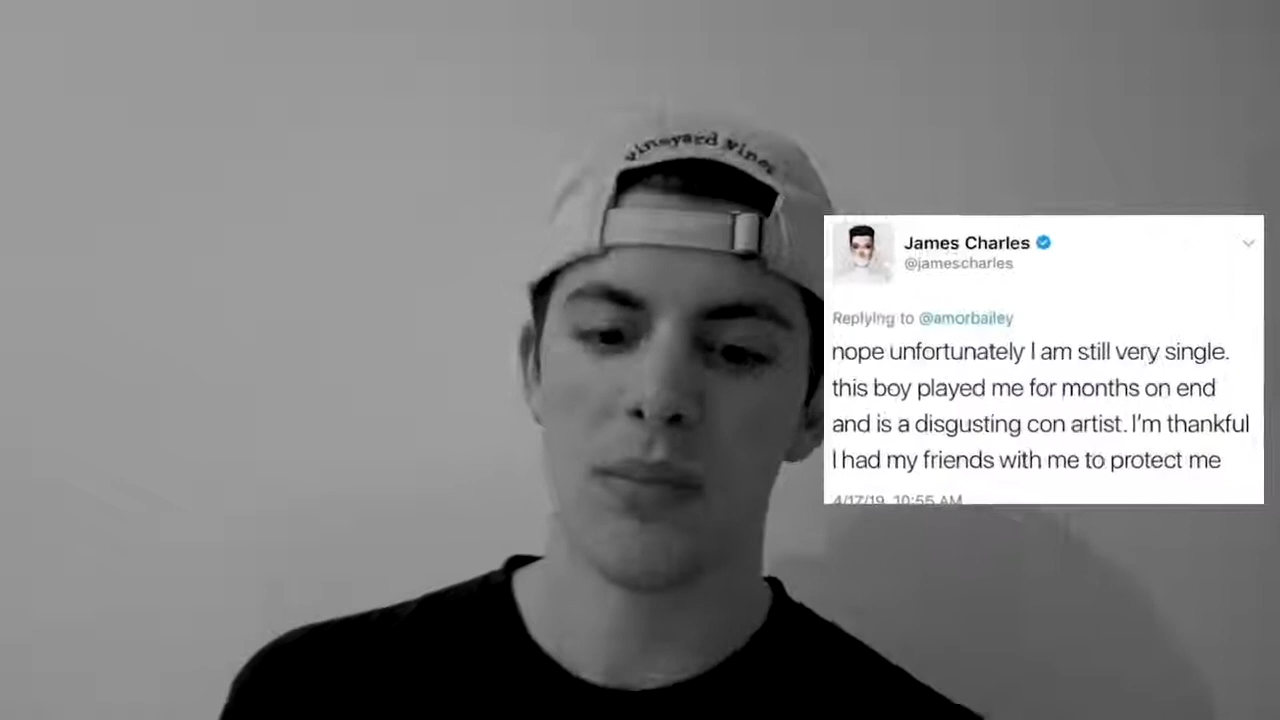 vineyard vines
James Charles
@jamescharles
Replying to @amorbailey
nope unfortunately I am still very single.
this boy played me for months on end
and is a disgusting con artist. I'm thankful
I had my friends with me to protect me
4/17/19, 10:55 AM